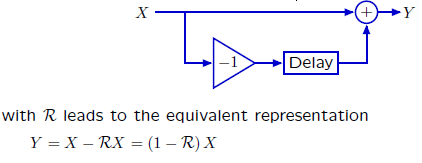 X + Y
−1 Delay
with R leads to the equivalent representation
Y = X − RX = (1 − R) X